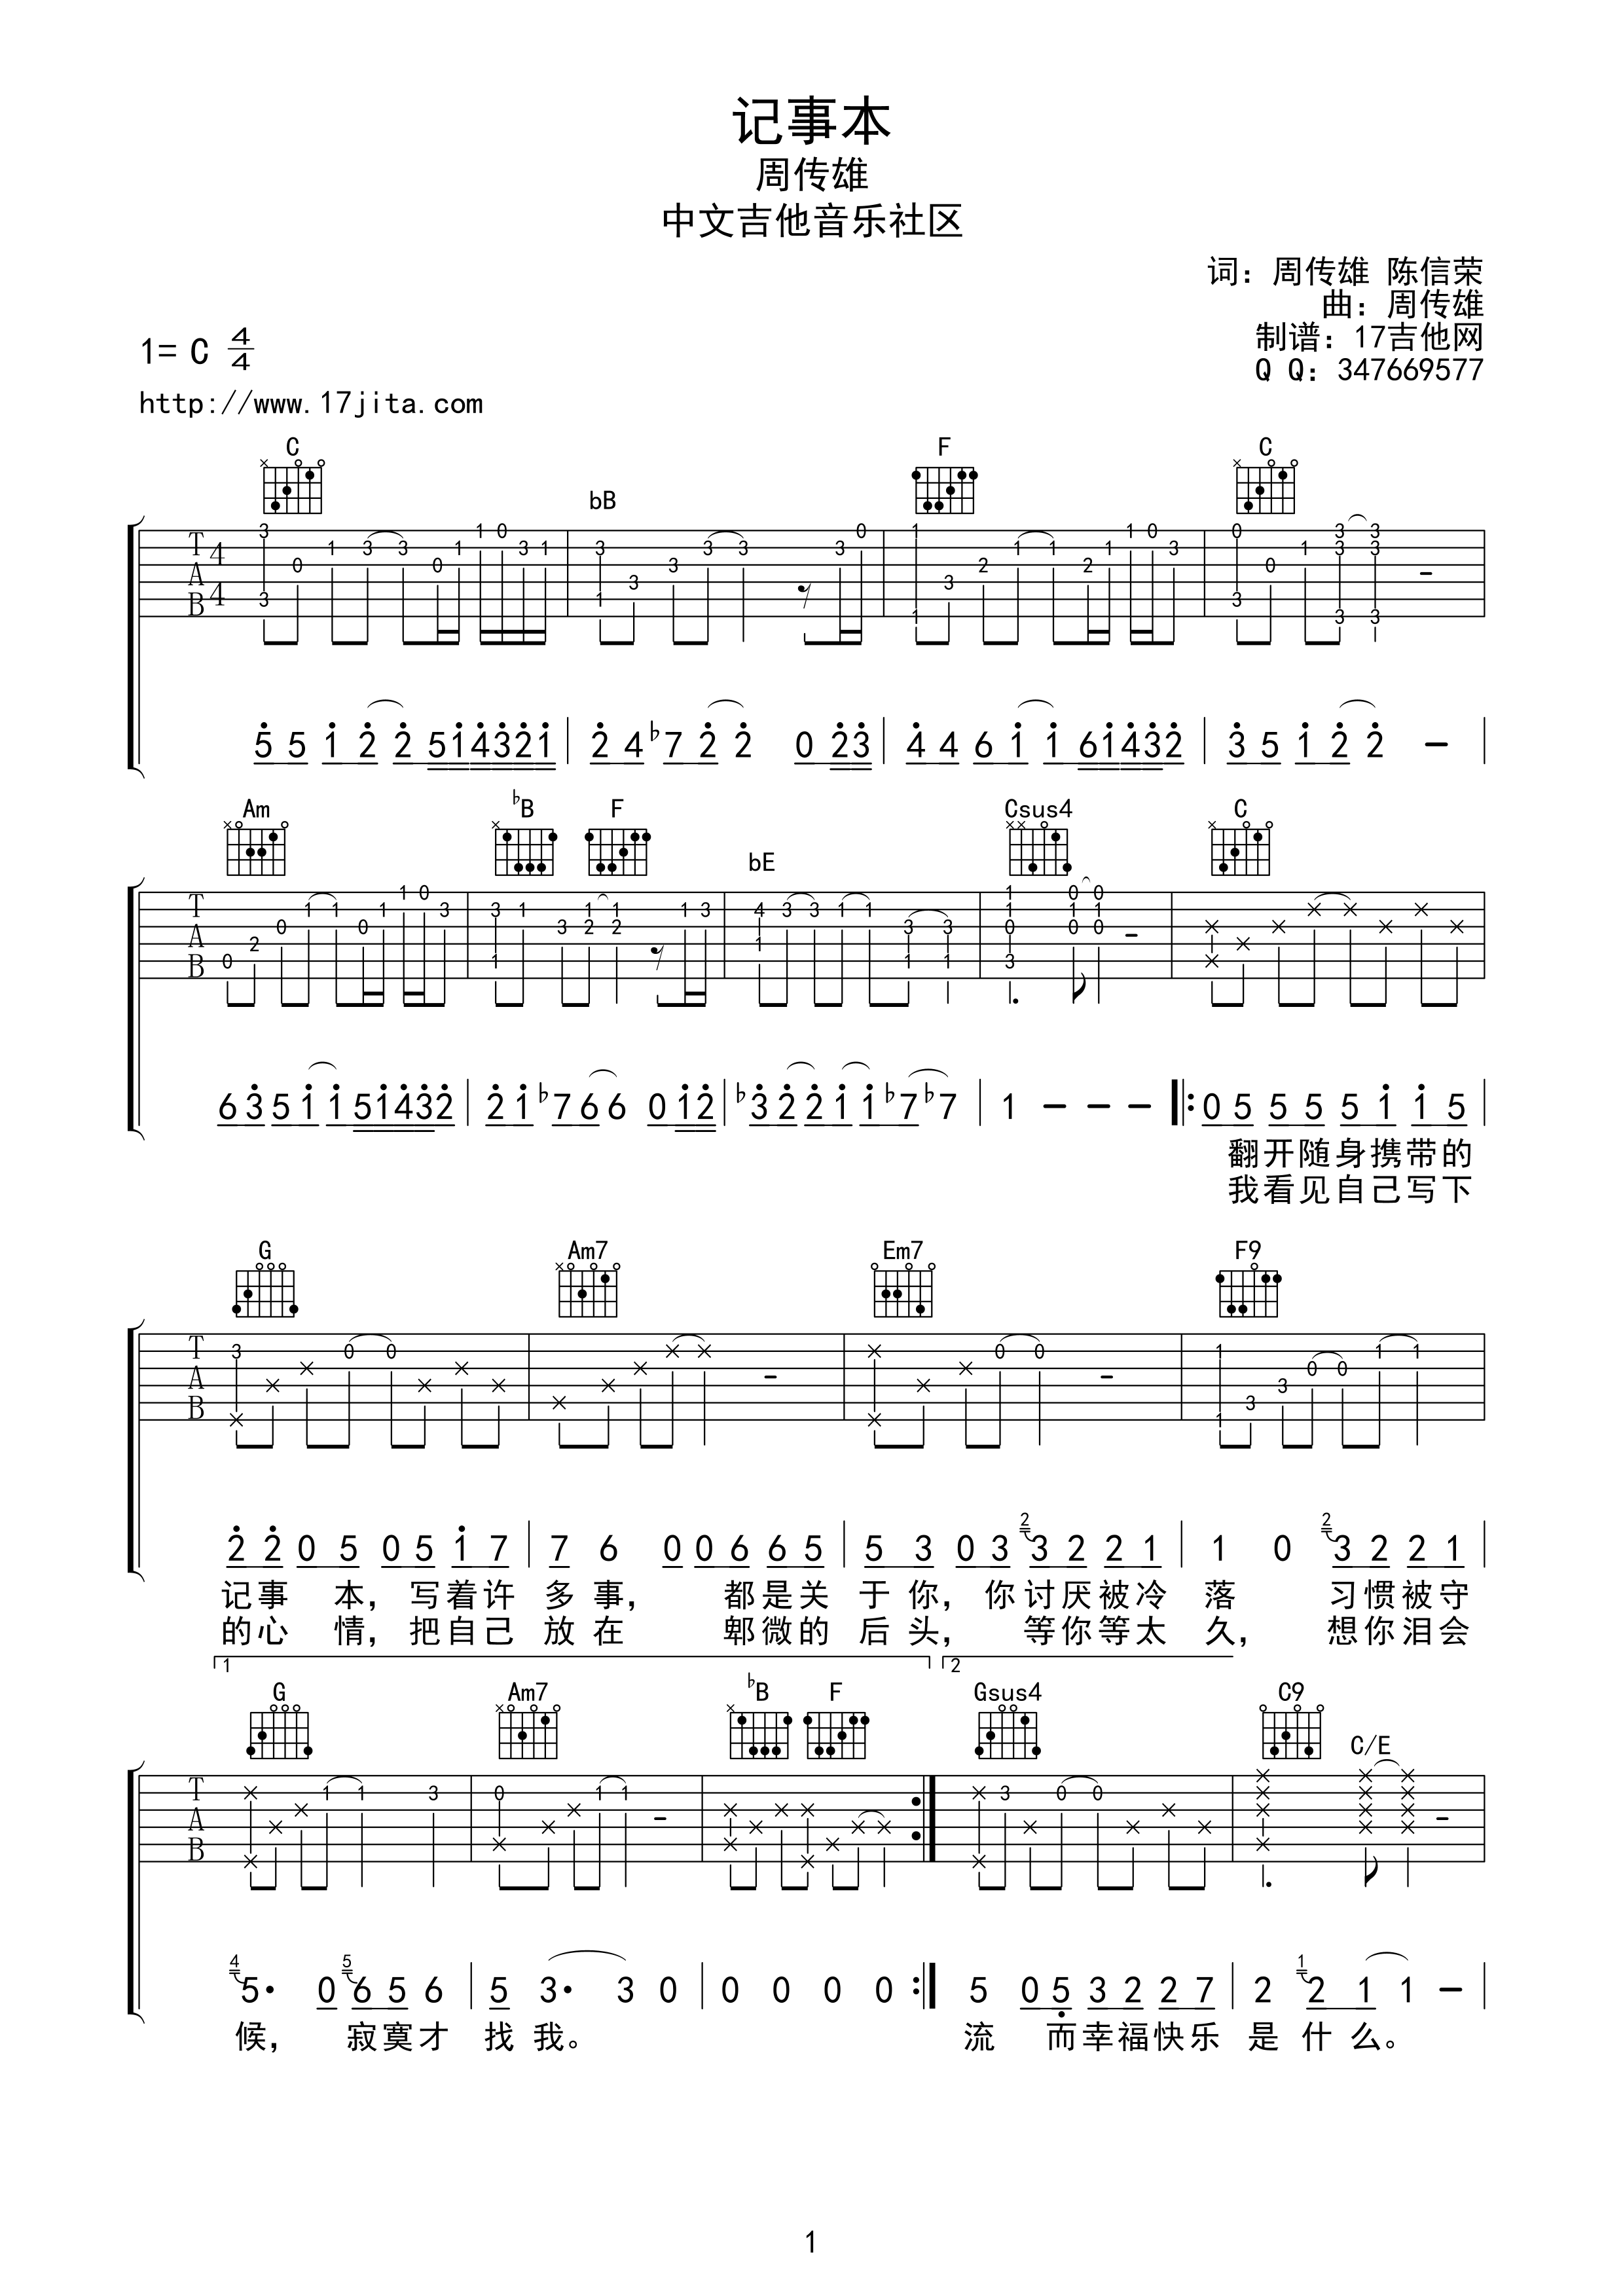 记事本
周传雄
中文吉他音乐社区
词：周传雄 陈信荣
曲：周传雄
制谱：17吉他网
Q Q：347669577
1= C 4/4
http://www.17jita.com
C bB F C
5 5 1 2 2 5 1 4 3 2 1 | 2 4 b7 2 2 0 2 3 | 4 4 6 1 1 6 1 4 3 2 | 3 5 1 2 2 - |
Am bB F bE Csus4 C
6 3 5 1 1 5 1 4 3 2 | 2 1 b7 6 6 0 1 2 | b3 2 2 1 1 b7 b7 | 1 - - - |: 0 5 5 5 5 1 1 5 |
翻开随身携带的
我看见自己写下
G Am7 Em7 F9
2 2 0 5 0 5 1 7 | 7 6 0 0 6 6 5 | 5 3 0 3 2 3 2 2 1 | 1 0 2 3 2 2 1 |
记事 本，写着许 多事， 都是关 于你，你讨厌被冷 落 习惯被守
的心 情，把自己 放在 郫微的 后头， 等你等太 久， 想你泪会
1 2
G Am7 bB F Gsus4 C9 C/E
4 5· 0 5 6 5 6 | 5 3· 3 0 | 0 0 0 0 :| 5 0 5 3 2 2 7 | 2 1 2 1 1 - |
候， 寂寞才 找我。 流 而幸福快乐 是什么。
1